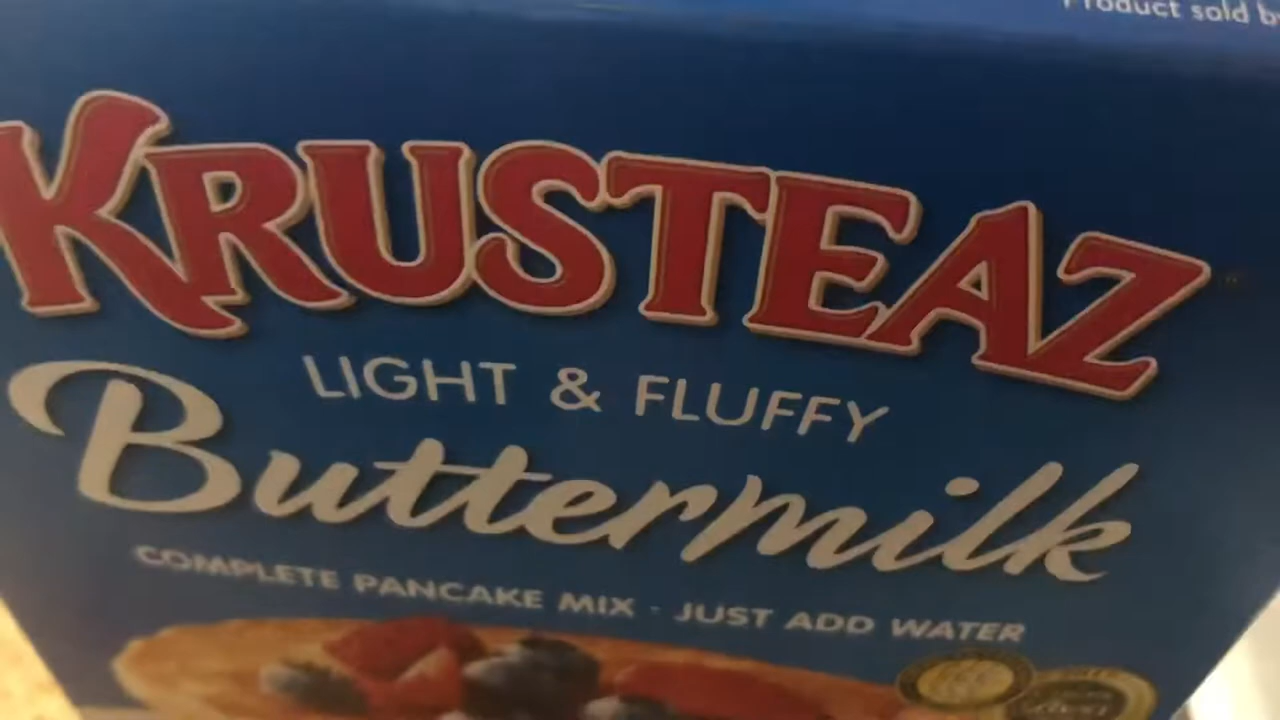 Product sold b
KRUSTEAZ
LIGHT & FLUFFY
Buttermilk
COMPLETE PANCAKE MIX · JUST ADD WATER